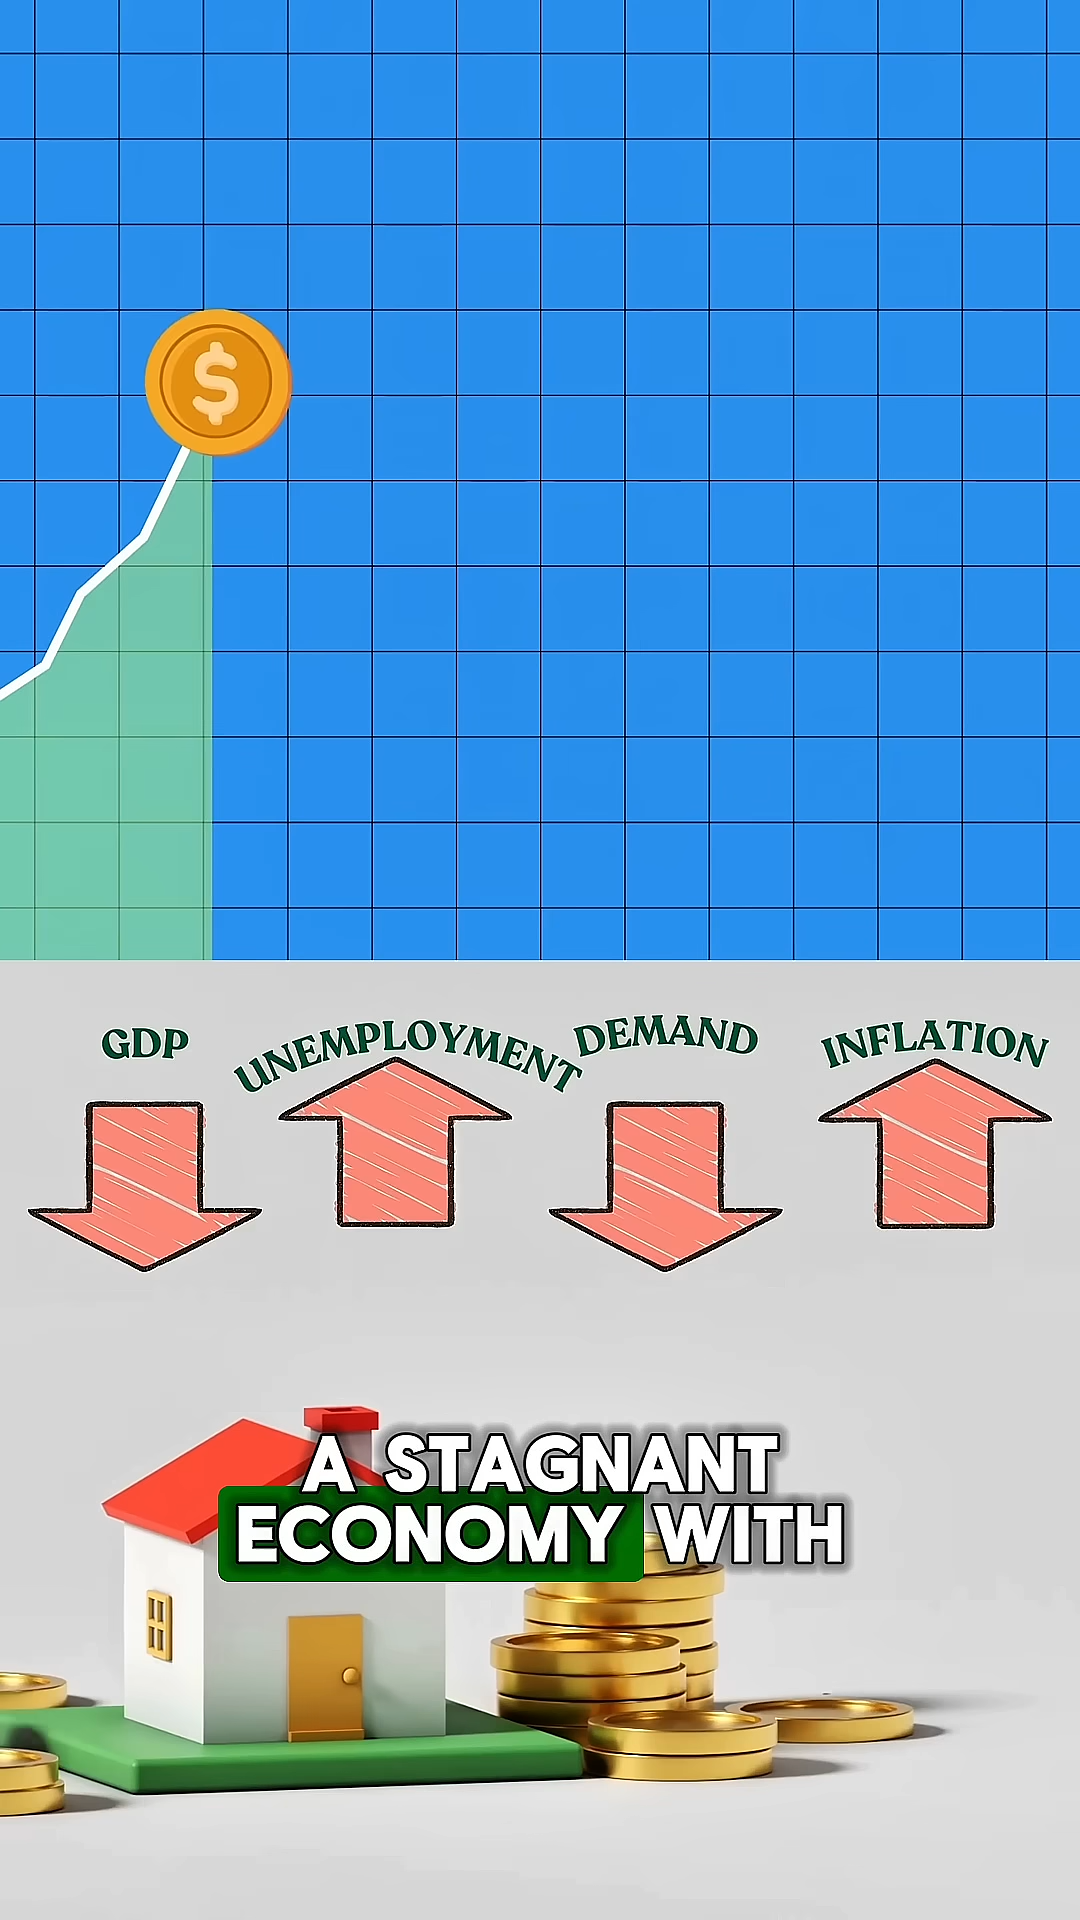 $
GDP
UNEMPLOYMENT
DEMAND
INFLATION
A STAGNANT
ECONOMY WITH